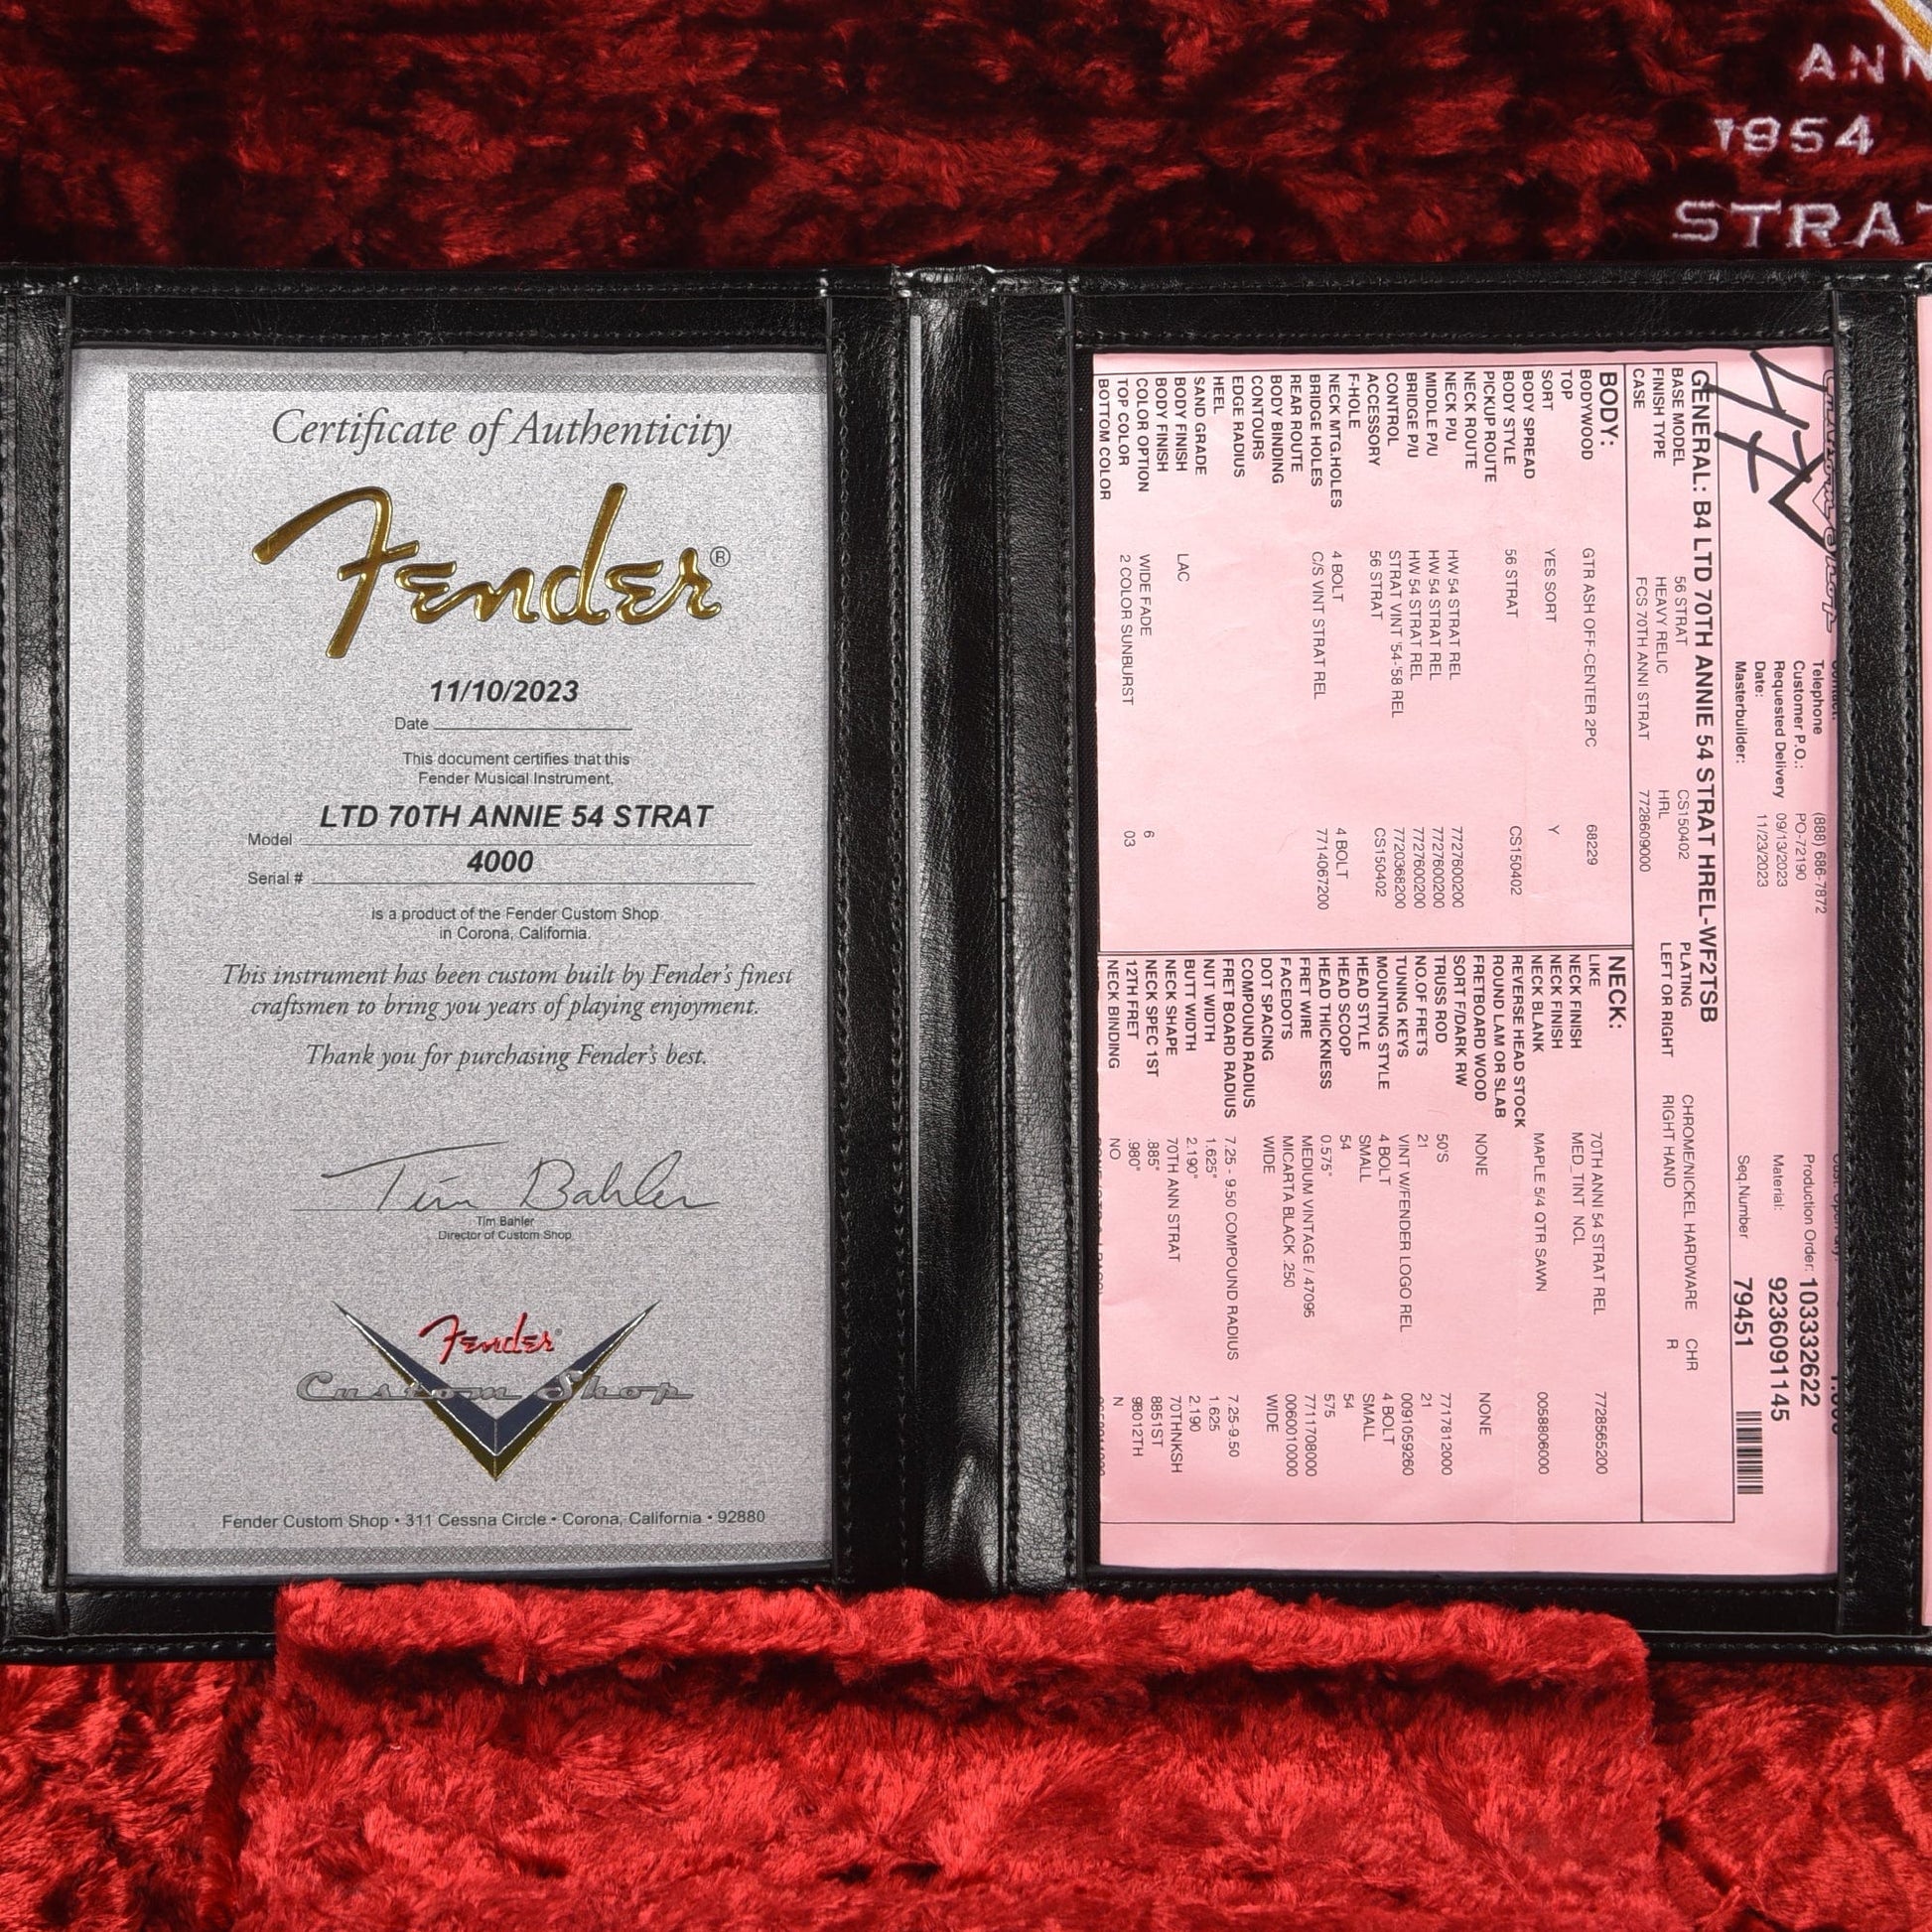 ANN
1954
STRAT
Certificate of Authenticity
Fender®
11/10/2023
Date
This document certifies that this
Fender Musical Instrument,
LTD 70TH ANNIE 54 STRAT
Model
4000
Serial #
is a product of the Fender Custom Shop
in Corona, California.
This instrument has been custom built by Fender's finest
craftsmen to bring you years of playing enjoyment.
Thank you for purchasing Fender's best.
Tim Bahler
Tim Bahler
Director of Custom Shop
Fender
Custom Shop
Fender Custom Shop • 311 Cessna Circle • Corona, California • 92880
Custom Shop
Telephone (888) 686-7872 Production Order: 103332622
Customer P.O.: PO-72190
Requested Delivery 09/13/2023 Material: 9236091145
Date: 11/23/2023
Masterbuilder: Seq.Number 79451
GENERAL: B4 LTD 70TH ANNIE 54 STRAT HREL-WF2TSB
BASE MODEL 56 STRAT CS150402 PLATING CHROME/NICKEL HARDWARE CHR
FINISH TYPE HEAVY RELIC HRL LEFT OR RIGHT RIGHT HAND R
CASE FCS 70TH ANNI STRAT 7728609000
BODY:
BODYWOOD GTR ASH OFF-CENTER 2PC 68229
TOP
SORT YES SORT Y
BODY SPREAD
BODY STYLE 56 STRAT CS150402
PICKUP ROUTE
NECK ROUTE
NECK P/U HW 54 STRAT REL 7727600200
MIDDLE P/U HW 54 STRAT REL 7727600200
BRIDGE P/U HW 54 STRAT REL 7727600200
CONTROL STRAT VINT '54-'58 REL 7720368200
ACCESSORY 56 STRAT CS150402
F-HOLE
NECK MTG.HOLES 4 BOLT 4 BOLT
BRIDGE HOLES C/S VINT STRAT REL 7714067200
REAR ROUTE
BODY BINDING
CONTOURS
EDGE RADIUS
HEEL
SAND GRADE
BODY FINISH LAC
BODY FINISH
COLOR OPTION WIDE FADE 6
TOP COLOR 2 COLOR SUNBURST 03
BOTTOM COLOR
NECK:
LIKE 70TH ANNI 54 STRAT REL 7728565200
NECK FINISH MED_TINT NCL
NECK FINISH
NECK BLANK MAPLE 5/4 QTR SAWN 0058806000
REVERSE HEAD STOCK
ROUND LAM OR SLAB
FRETBOARD WOOD NONE NONE
SORT F/DARK RW
TRUSS ROD 50'S 7717812000
NO.OF FRETS 21 21
TUNING KEYS VINT W/FENDER LOGO REL 0091059260
MOUNTING STYLE 4 BOLT 4 BOLT
HEAD STYLE SMALL SMALL
HEAD SCOOP 54 54
HEAD THICKNESS 0.575" 575
FRET WIRE MEDIUM VINTAGE / 47095 7711708000
FACEDOTS MICARTA BLACK .250 0060010000
DOT SPACING WIDE WIDE
COMPOUND RADIUS
FRET BOARD RADIUS 7.25 - 9.50 COMPOUND RADIUS 7.25-9.50
NUT WIDTH 1.625" 1.625
BUTT WIDTH 2.190" 2.190
NECK SHAPE 70TH ANN STRAT 70THNKSH
NECK SPEC 1ST .885" 8851ST
12TH FRET .980" 98012TH
NECK BINDING NO N